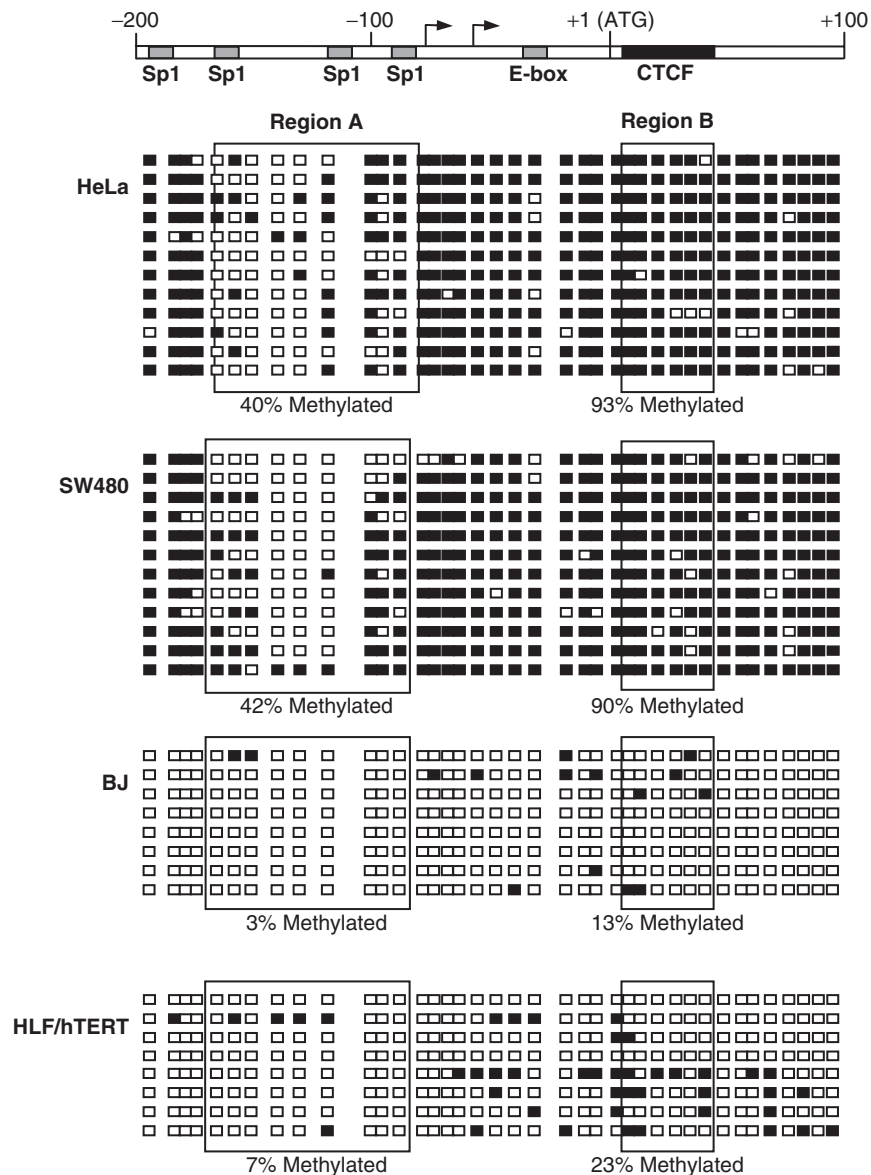 −200 −100 +1 (ATG) +100
Sp1 Sp1 Sp1 Sp1 E-box CTCF
Region A Region B
HeLa
40% Methylated 93% Methylated
SW480
42% Methylated 90% Methylated
BJ
3% Methylated 13% Methylated
HLF/hTERT
7% Methylated 23% Methylated